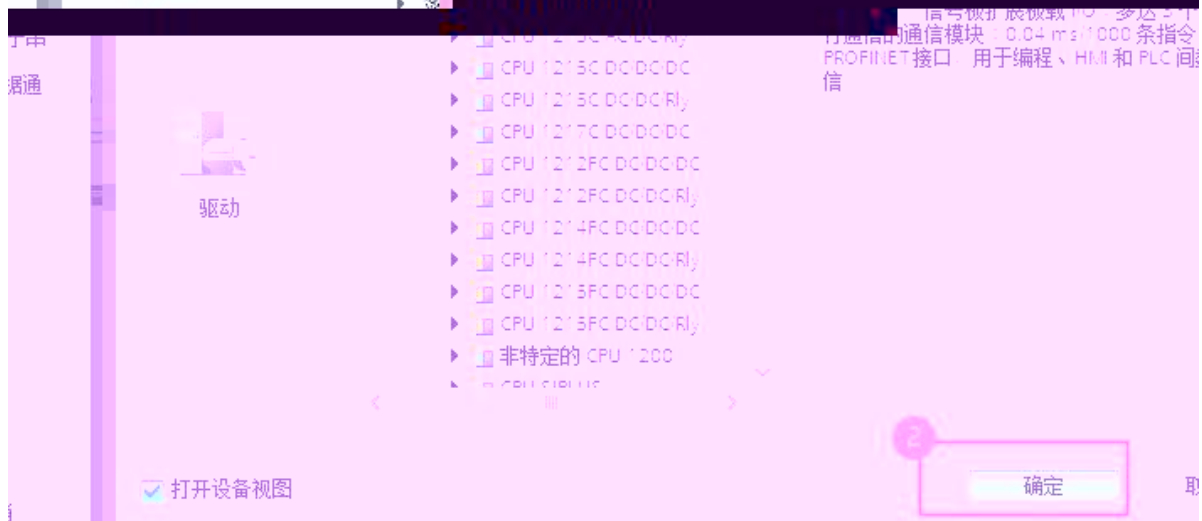 信号板扩展板载 I/O：多达 3 个
行通信的通信模块：0.04 ms/1000 条指令
PROFINET 接口，用于编程、HMI 和 PLC 间
信
据通
CPU 1215C DC/DC/DC
CPU 1215C DC/DC/Rly
CPU 1217C DC/DC/DC
CPU 1212FC DC/DC/DC
CPU 1212FC DC/DC/Rly
驱动
CPU 1214FC DC/DC/DC
CPU 1214FC DC/DC/Rly
CPU 1215FC DC/DC/DC
CPU 1215FC DC/DC/Rly
非特定的 CPU 1200
CPU SIPLUS
2
打开设备视图
确定